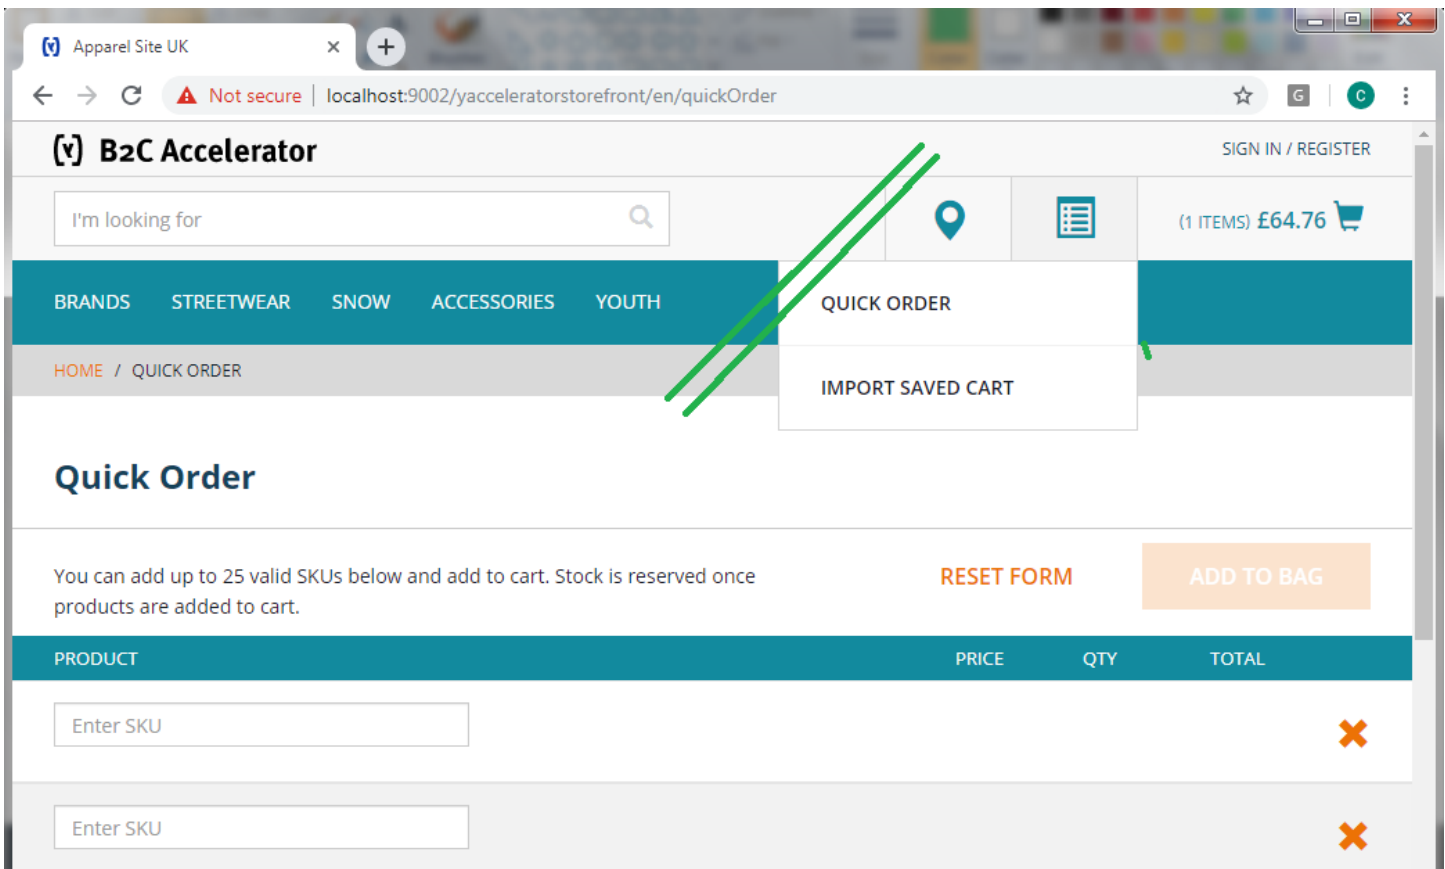 Apparel Site UK
Not secure | localhost:9002/yacceleratorstorefront/en/quickOrder
G
C
B2C Accelerator
SIGN IN / REGISTER
I'm looking for
(1 ITEMS) £64.76
BRANDS STREETWEAR SNOW ACCESSORIES YOUTH
QUICK ORDER
HOME / QUICK ORDER
IMPORT SAVED CART
Quick Order
You can add up to 25 valid SKUs below and add to cart. Stock is reserved once
products are added to cart.
RESET FORM
ADD TO BAG
PRODUCT PRICE QTY TOTAL
Enter SKU
Enter SKU